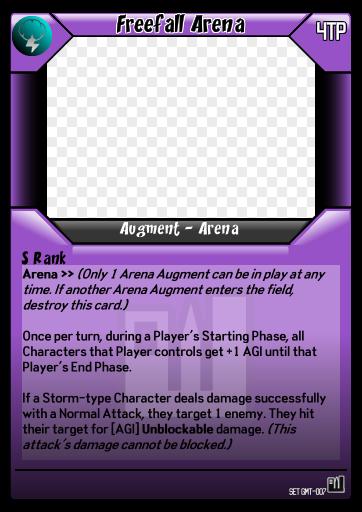 Freefall Arena
4TP
Augment - Arena
S Rank
Arena >> (Only 1 Arena Augment can be in play at any
time. If another Arena Augment enters the field,
destroy this card.)
Once per turn, during a Player's Starting Phase, all
Characters that Player controls get +1 AGI until that
Player's End Phase.
If a Storm-type Character deals damage successfully
with a Normal Attack, they target 1 enemy. They hit
their target for [AGI] Unblockable damage. (This
attack's damage cannot be blocked.)
SET GMT-007